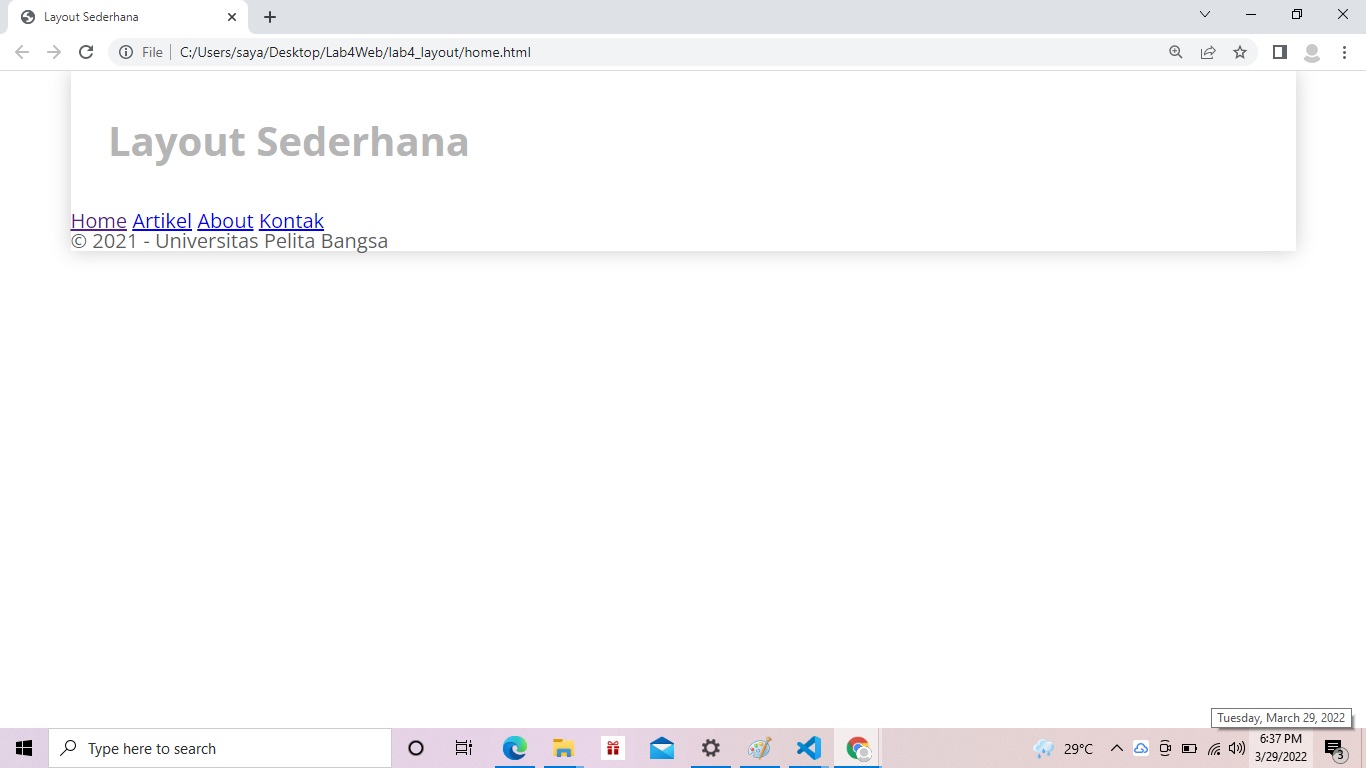 Layout Sederhana
File C:/Users/saya/Desktop/Lab4Web/lab4_layout/home.html
Layout Sederhana
Home Artikel About Kontak
© 2021 - Universitas Pelita Bangsa
Tuesday, March 29, 2022
Type here to search
29°C
6:37 PM
3/29/2022
3